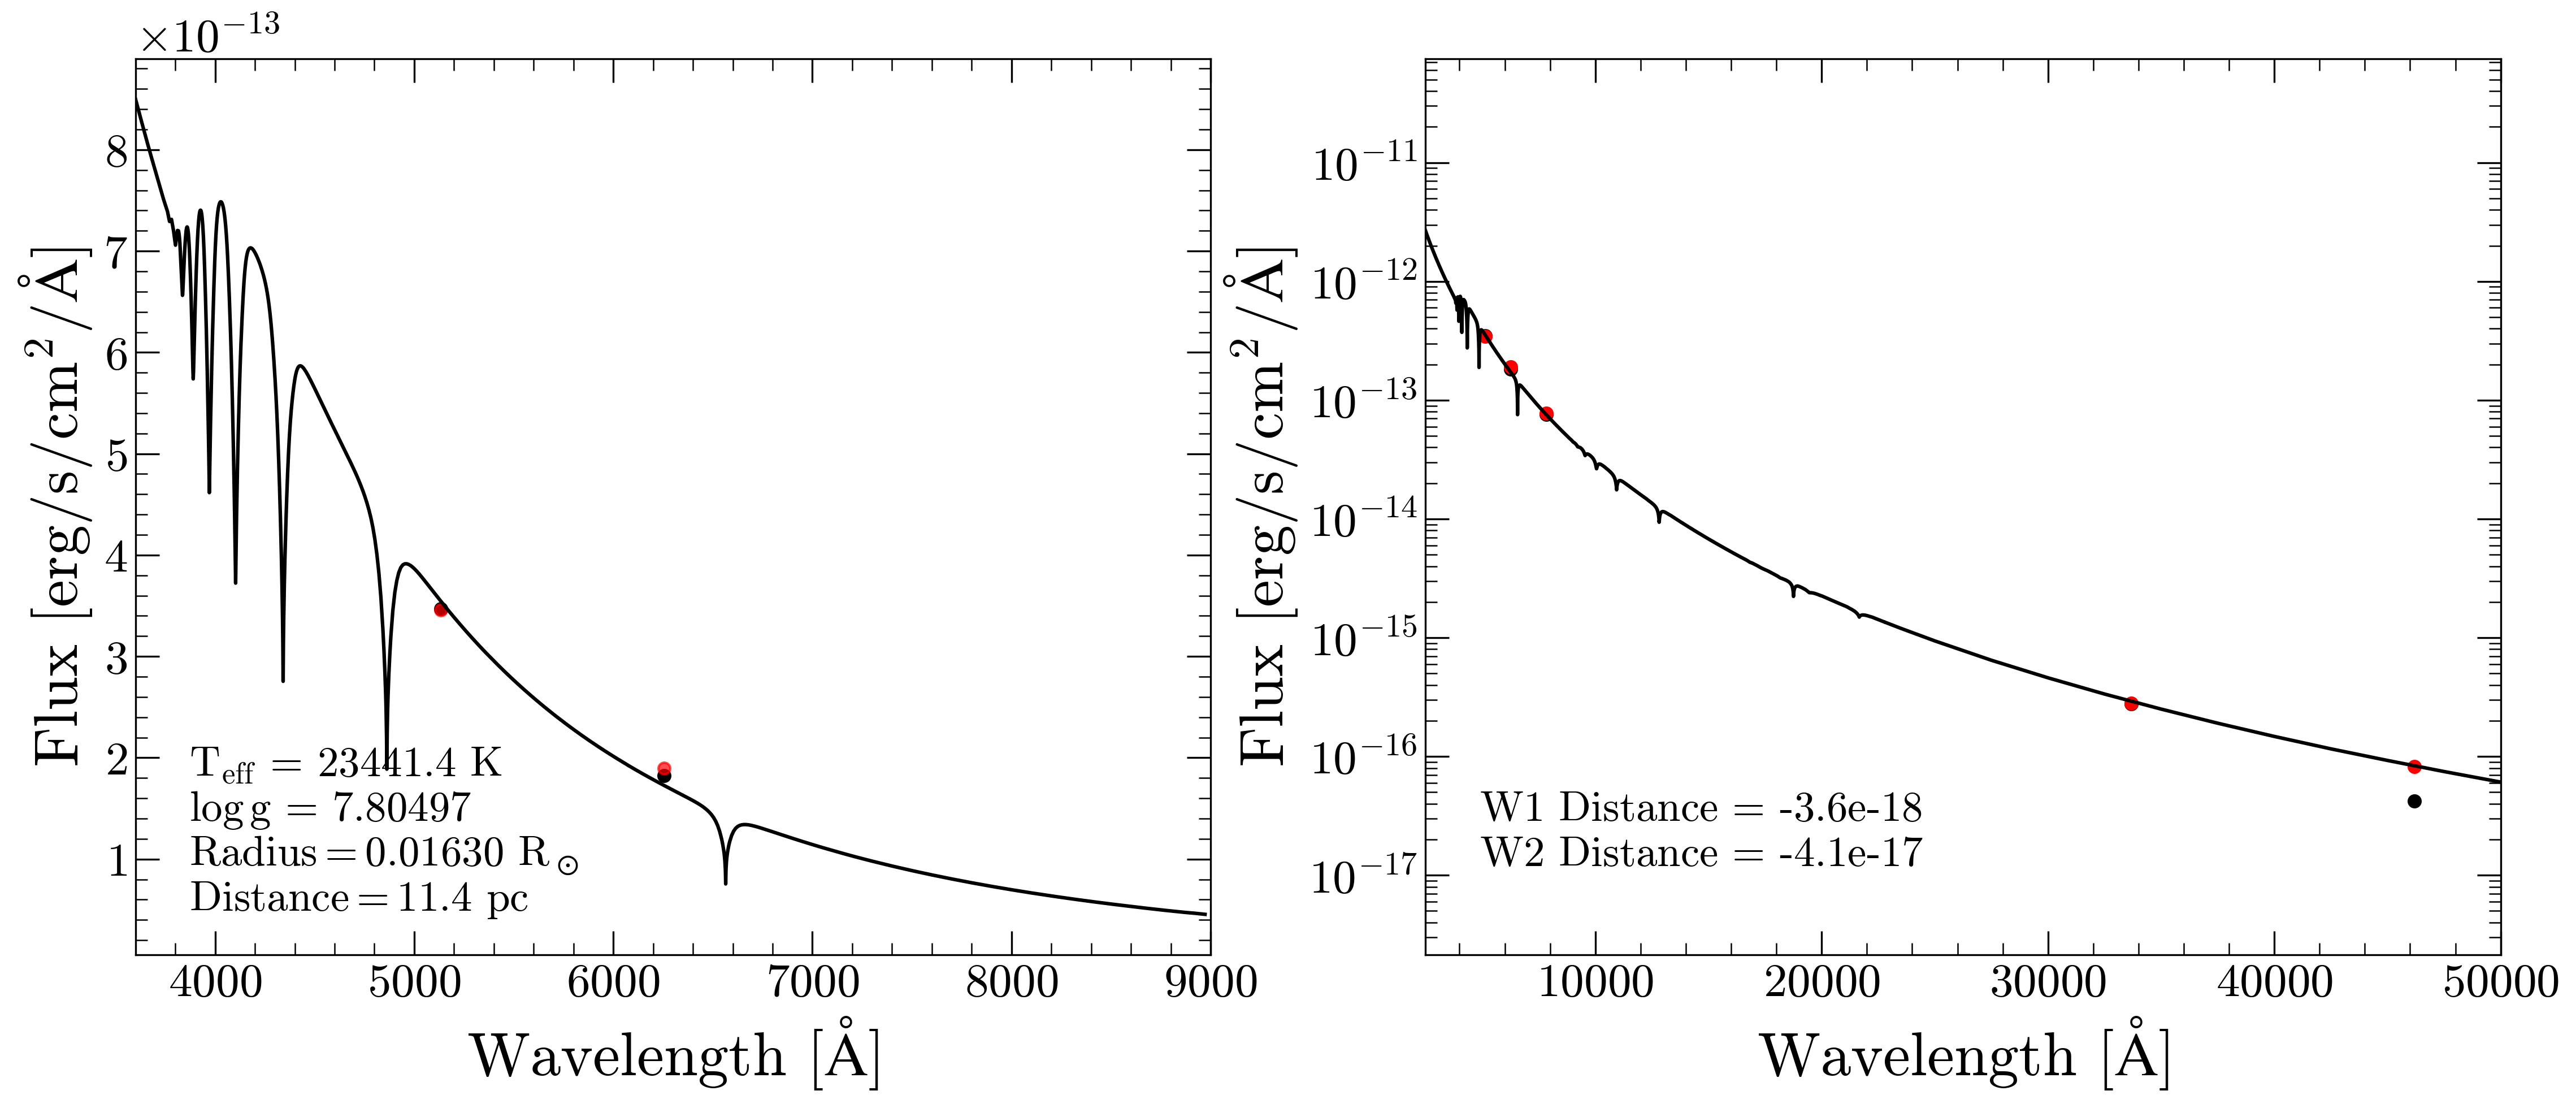 ×10⁻¹³
Flux [erg/s/cm²/Å]
8
7
6
5
4
3
2
1
T_eff = 23441.4 K
log g = 7.80497
Radius = 0.01630 R_⊙
Distance = 11.4 pc
4000 5000 6000 7000 8000 9000
Wavelength [Å]
Flux [erg/s/cm²/Å]
10⁻¹¹
10⁻¹²
10⁻¹³
10⁻¹⁴
10⁻¹⁵
10⁻¹⁶
10⁻¹⁷
W1 Distance = -3.6e-18
W2 Distance = -4.1e-17
10000 20000 30000 40000 50000
Wavelength [Å]